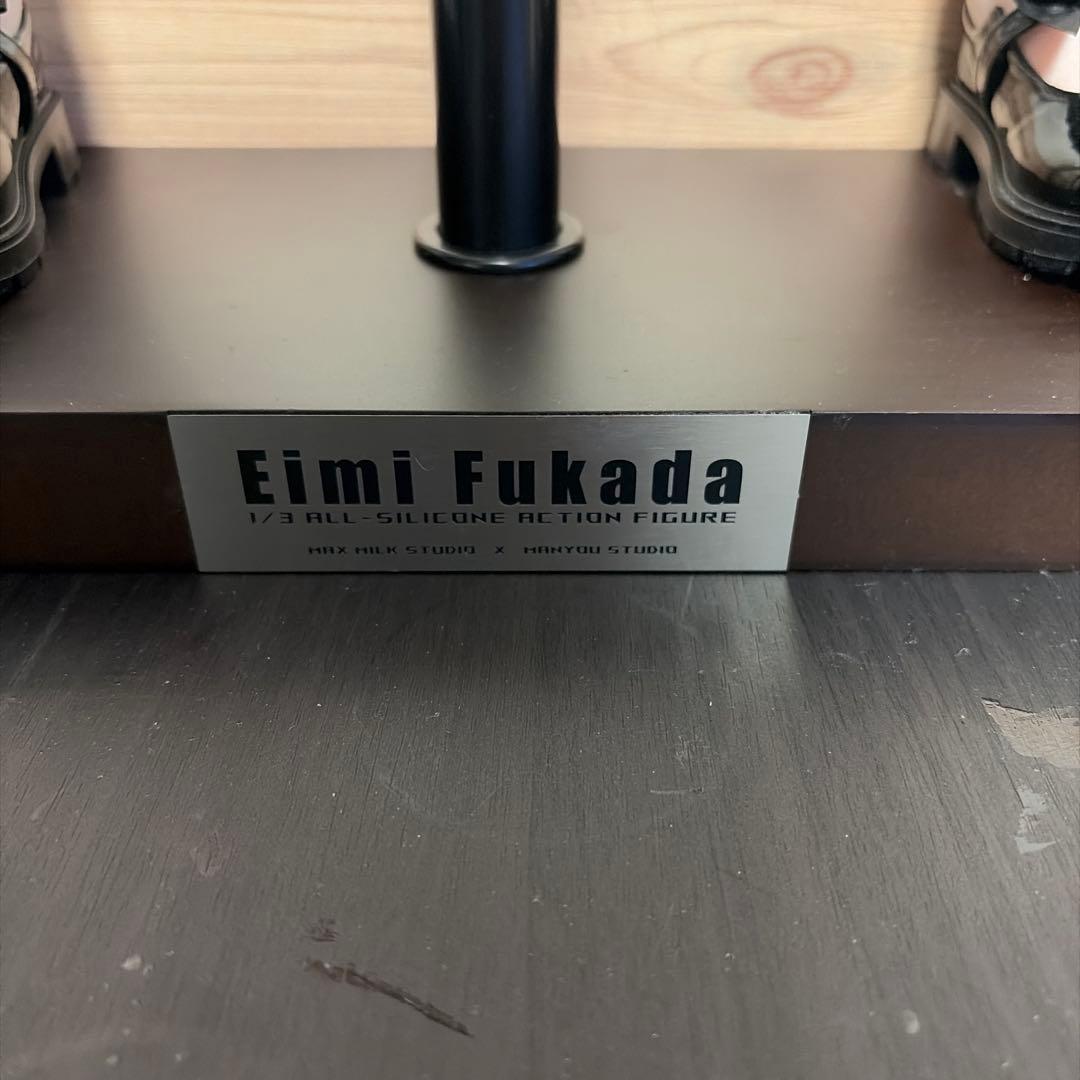 Eimi Fukada
1/3 ALL-SILICONE ACTION FIGURE
MAX MILK STUDIO X MANYOU STUDIO